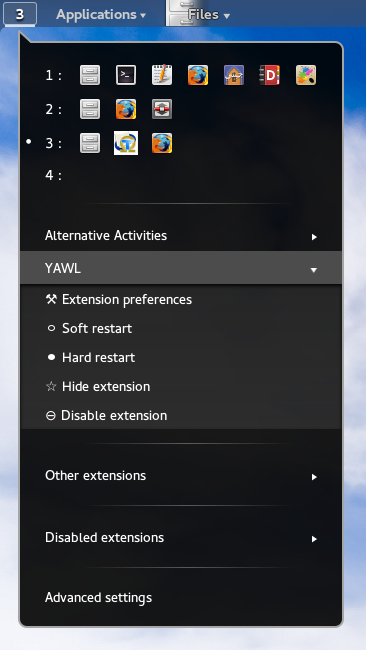 3 Applications Files
1 :
2 :
3 :
4 :
Alternative Activities
YAWL
Extension preferences
Soft restart
Hard restart
Hide extension
Disable extension
Other extensions
Disabled extensions
Advanced settings